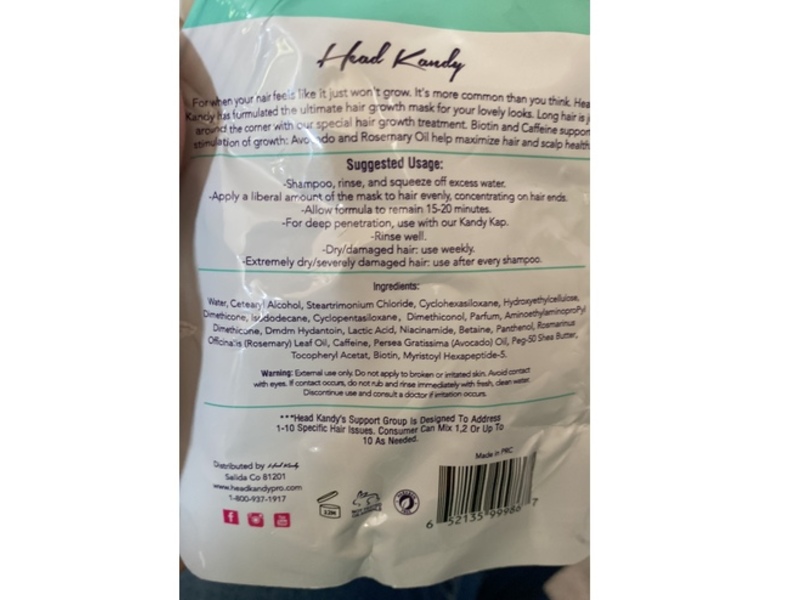 Head Kandy
For when your hair feels like it just won't grow. It's more common than you think. Hea
Kandy has furmulated the ultimate hair growth mask for your lovely looks. Long hair is j
around the corner with our special hair growth treatment. Biotin and Caffeine suppor
stimulation of growth: Avocado and Rosemary Oil help maximize hair and scalp health
Suggested Usage:
-Shampoo, rinse, and squeeze off excess water.
-Apply a liberal amount of the mask to hair evenly, concentrating on hair ends.
-Allow formula to remain 15-20 minutes.
-For deep penetration, use with our Kandy Kap.
-Rinse well.
-Dry/damaged hair: use weekly.
-Extremely dry/severely damaged hair: use after every shampoo.
Ingredients:
Water, Cetearyl Alcohol, Steartrimonium Chloride, Cyclohexasiloxane, Hydroxyethylcellulose,
Dimethicone, Isododecane, Cyclopentasiloxane, Dimethiconol, Parfum, Aminoethylaminopropyl
Dimethicone, Dmdm Hydantoin, Lactic Acid, Niacinamide, Betaine, Panthenol, Rosmarinus
Officinalis (Rosemary) Leaf Oil, Caffeine, Persea Gratissima (Avocado) Oil, Peg-50 Shea Butter,
Tocopheryl Acetat, Biotin, Myristoyl Hexapeptide-5.
Warning: External use only. Do not apply to broken or irritated skin. Avoid contact
with eyes. If contact occurs, do not rub and rinse immediately with fresh, clean water.
Discontinue use and consult a doctor if irritation occurs.
***Head Kandy's Support Group Is Designed To Address
1-10 Specific Hair Issues. Consumer Can Mix 1,2 Or Up To
10 As Needed.
Made in PRC
Distributed by Head Kandy
Salida Co 81201
www.headkandypro.com
1-800-937-1917
12M
6 52135 99986 7